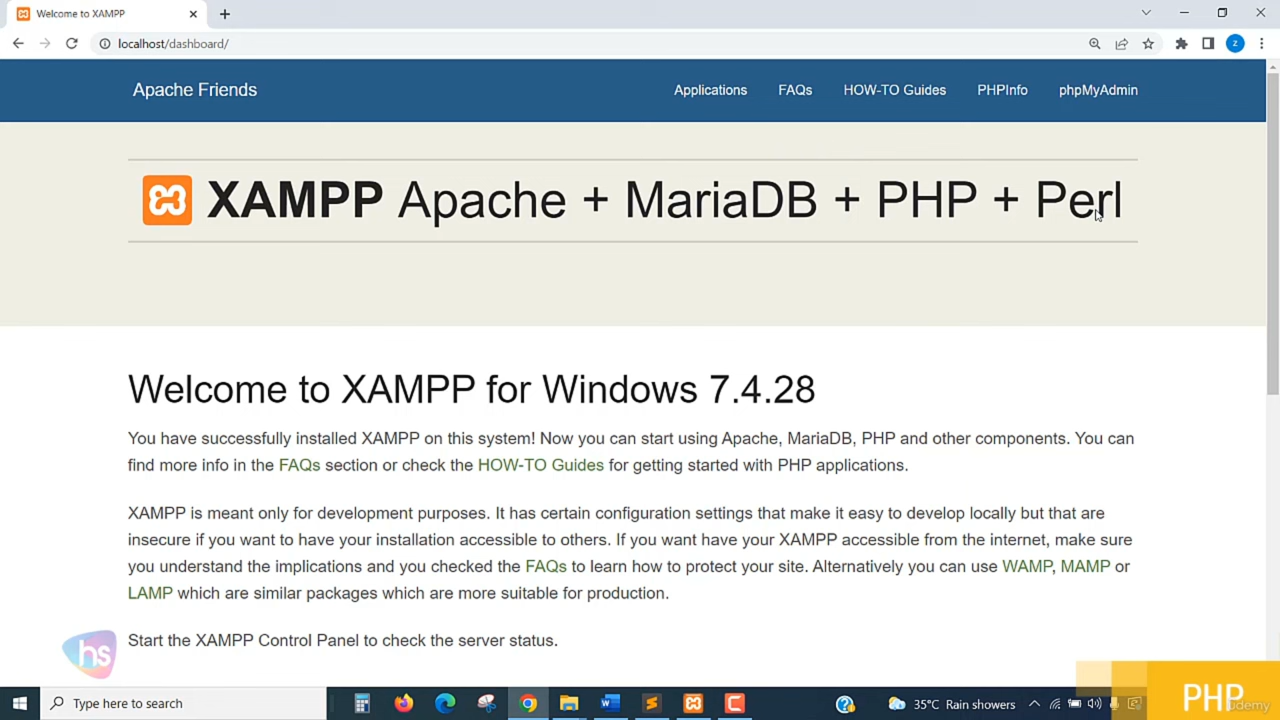 Welcome to XAMPP
localhost/dashboard/
Z
Apache Friends
Applications
FAQs
HOW-TO Guides
PHPInfo
phpMyAdmin
XAMPP Apache + MariaDB + PHP + Perl
Welcome to XAMPP for Windows 7.4.28
You have successfully installed XAMPP on this system! Now you can start using Apache, MariaDB, PHP and other components. You can
find more info in the FAQs section or check the HOW-TO Guides for getting started with PHP applications.
XAMPP is meant only for development purposes. It has certain configuration settings that make it easy to develop locally but that are
insecure if you want to have your installation accessible to others. If you want have your XAMPP accessible from the internet, make sure
you understand the implications and you checked the FAQs to learn how to protect your site. Alternatively you can use WAMP, MAMP or
LAMP which are similar packages which are more suitable for production.
Start the XAMPP Control Panel to check the server status.
hs
Type here to search
35°C Rain showers
PHP